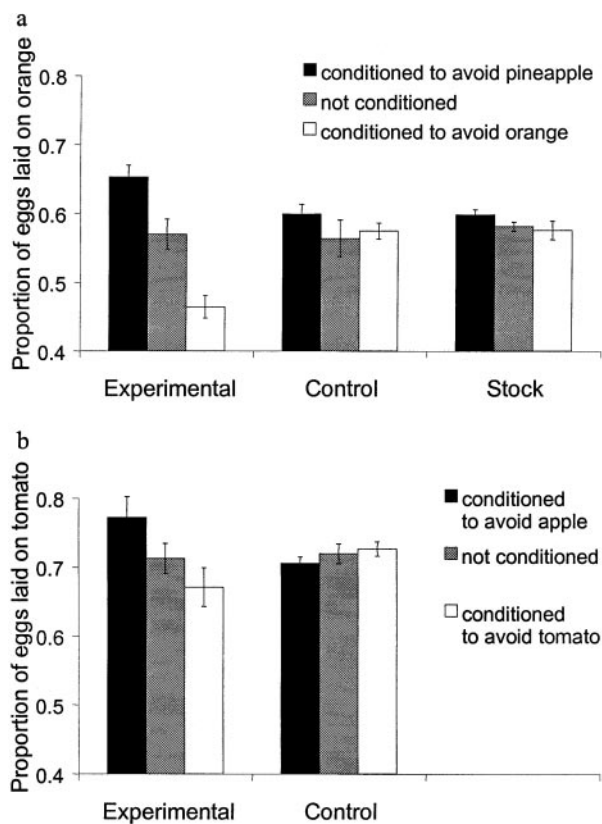 a
Proportion of eggs laid on orange
0.8
0.7
0.6
0.5
0.4
conditioned to avoid pineapple
not conditioned
conditioned to avoid orange
Experimental
Control
Stock
b
Proportion of eggs laid on tomato
0.8
0.7
0.6
0.5
0.4
conditioned
to avoid apple
not conditioned
conditioned
to avoid tomato
Experimental
Control